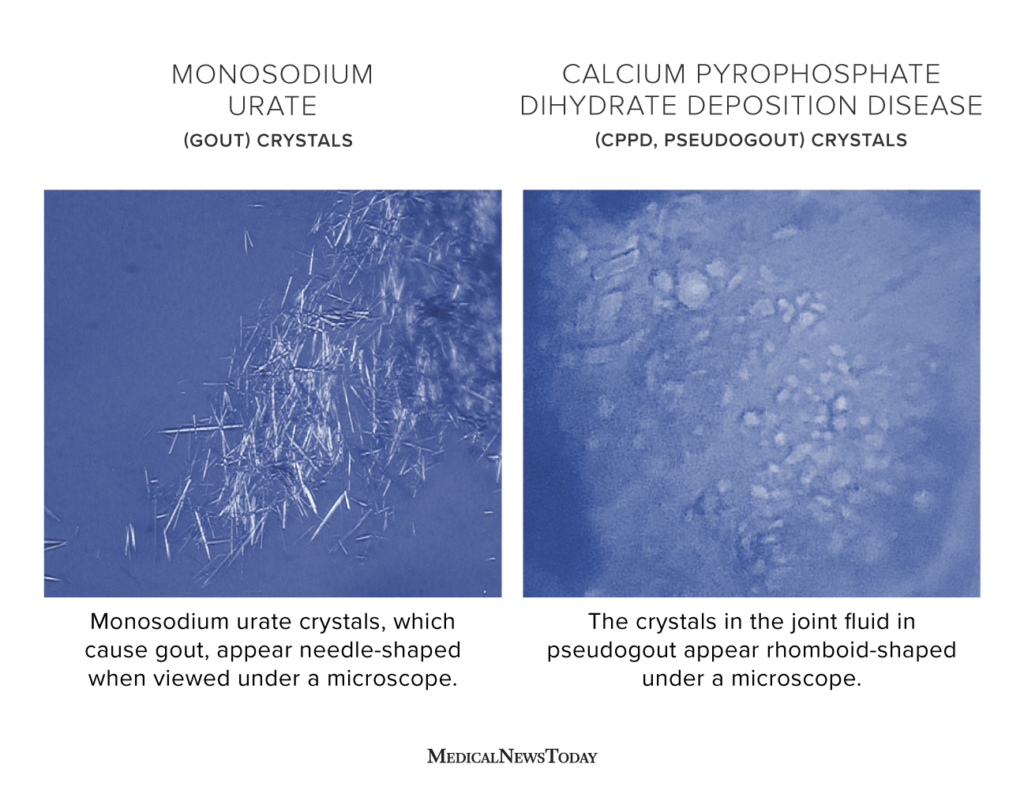 MONOSODIUM
URATE
(GOUT) CRYSTALS
CALCIUM PYROPHOSPHATE
DIHYDRATE DEPOSITION DISEASE
(CPPD, PSEUDOGOUT) CRYSTALS
Monosodium urate crystals, which
cause gout, appear needle-shaped
when viewed under a microscope.
The crystals in the joint fluid in
pseudogout appear rhomboid-shaped
under a microscope.
MEDICALNEWSTODAY